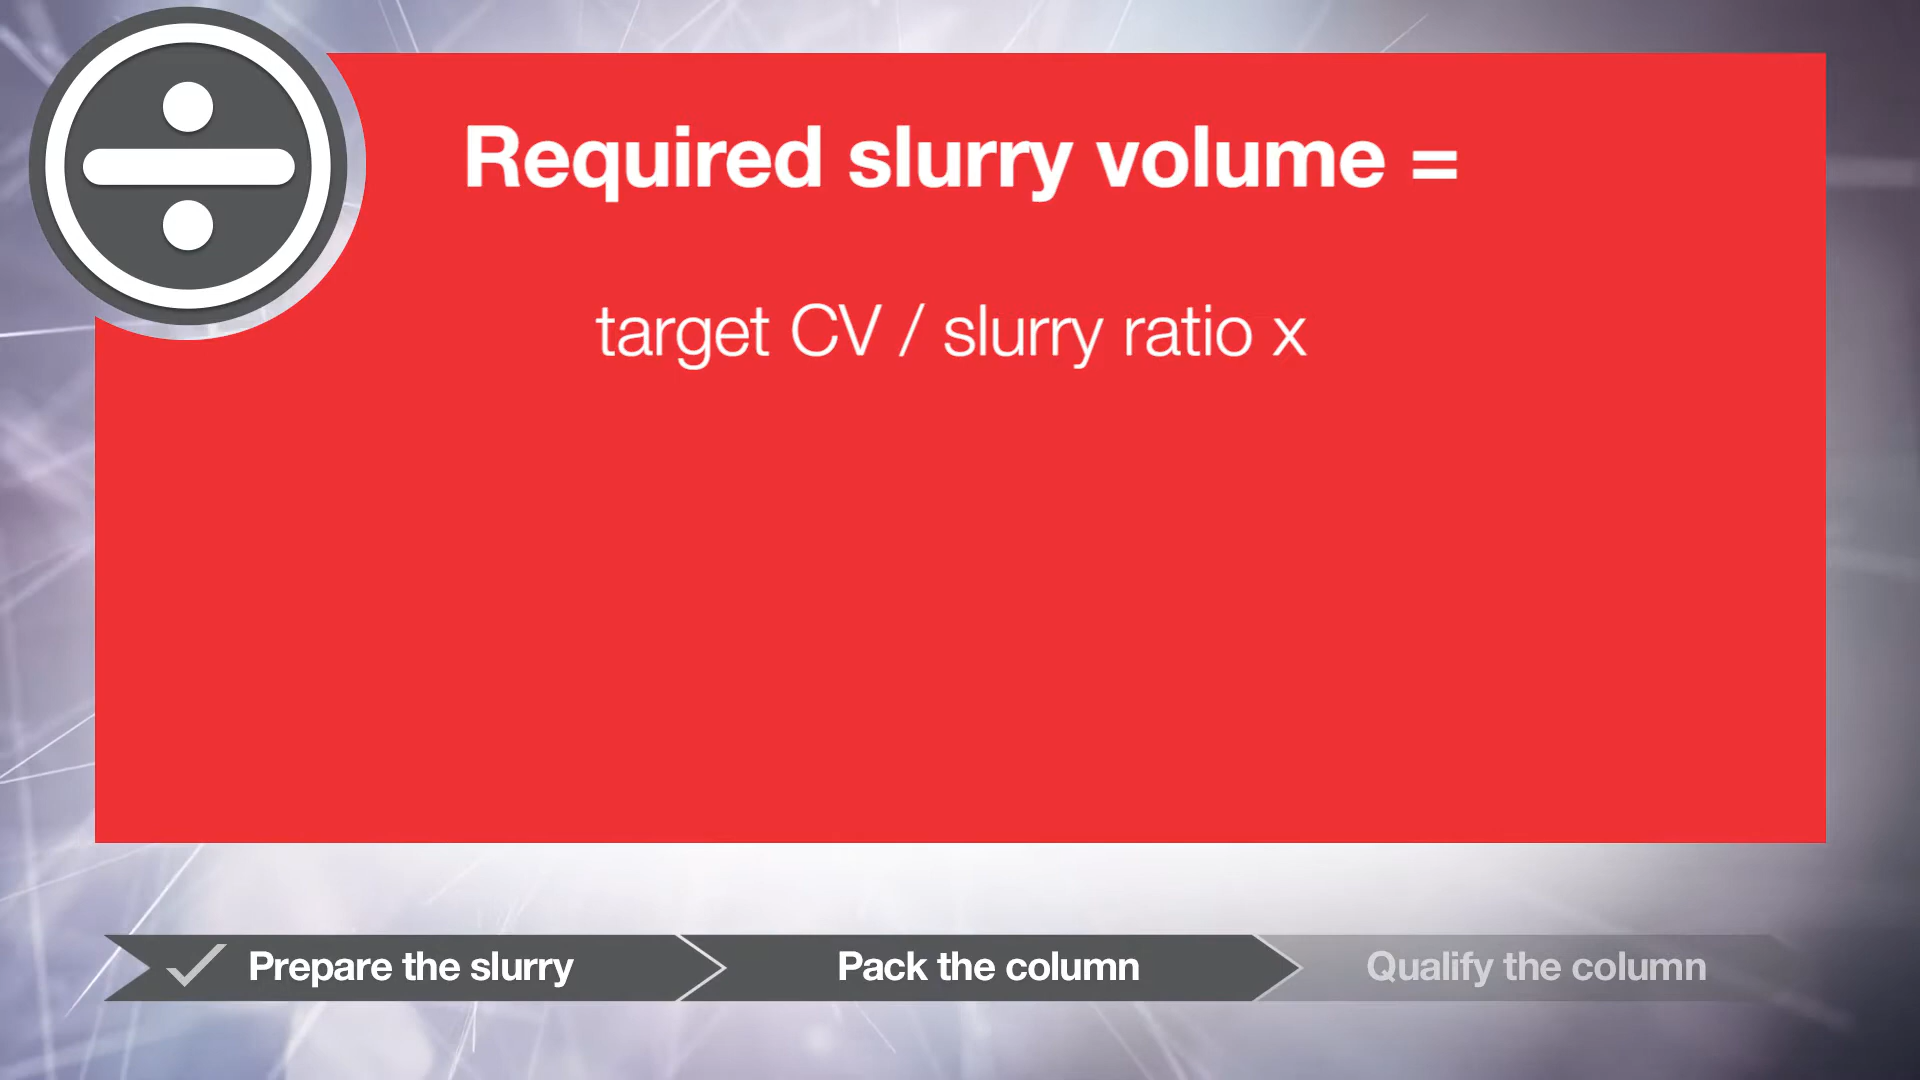 Required slurry volume =
target CV / slurry ratio x
Prepare the slurry
Pack the column
Qualify the column